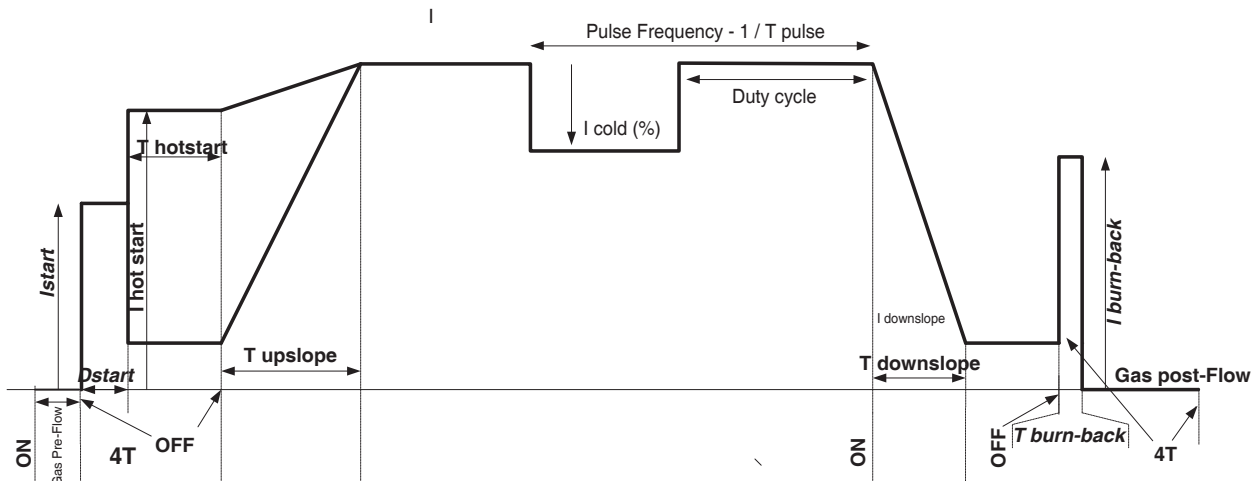 I
Pulse Frequency - 1 / T pulse
Duty cycle
I cold (%)
T hotstart
I hot start
Istart
I burn-back
I downslope
T upslope
T downslope
Dstart
Gas post-Flow
ON
Gas Pre-Flow
4T
OFF
ON
OFF
T burn-back
4T